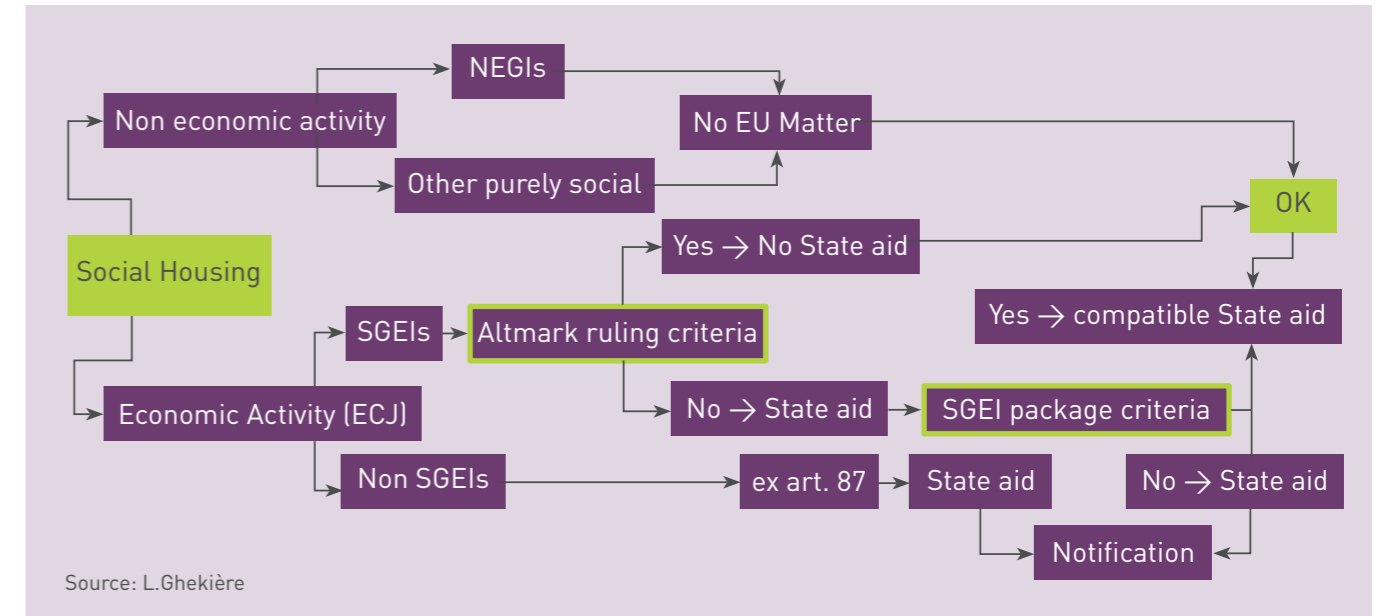 NEGIs
Non economic activity
No EU Matter
Other purely social
OK
Yes → No State aid
Social Housing
Yes → compatible State aid
SGEIs
Altmark ruling criteria
No → State aid
SGEI package criteria
Economic Activity (ECJ)
Non SGEIs
ex art. 87
State aid
No → State aid
Notification
Source: L.Ghekière